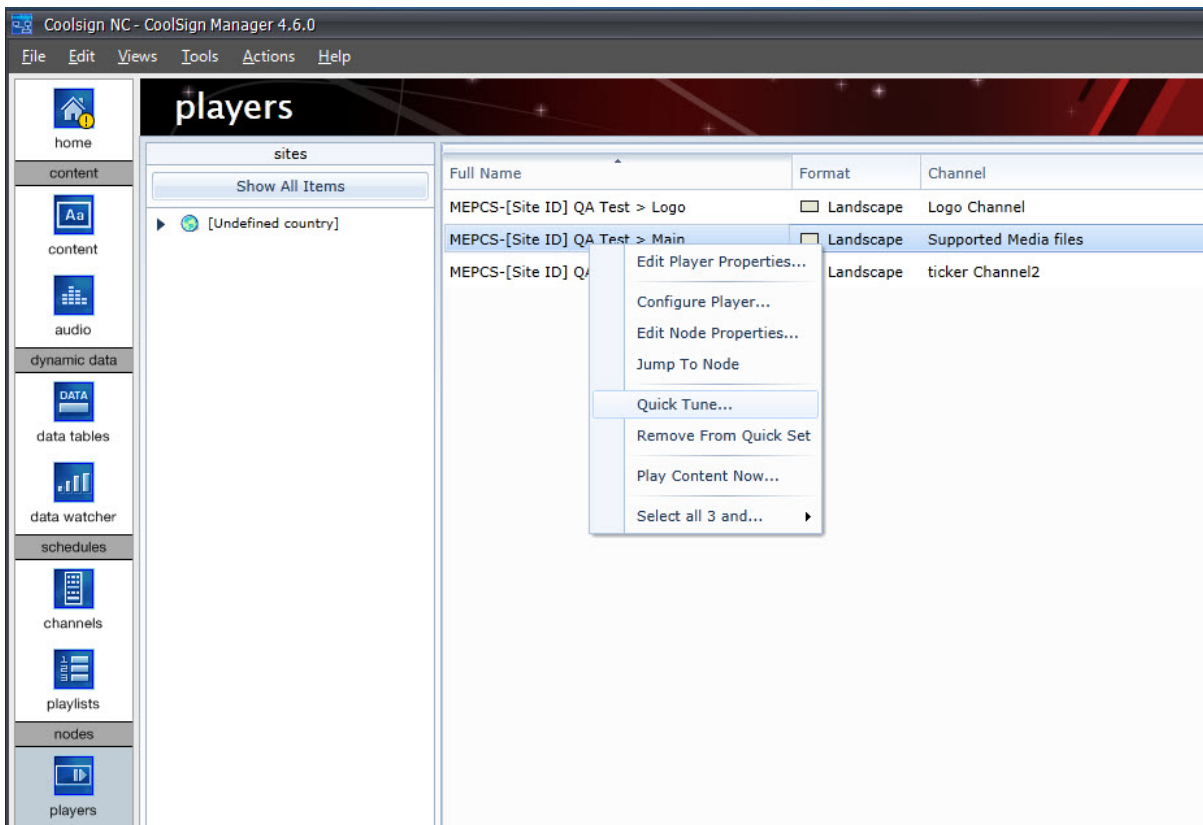 Coolsign NC - CoolSign Manager 4.6.0
File Edit Views Tools Actions Help
players
home
content
Aa
content
audio
dynamic data
DATA
data tables
data watcher
schedules
channels
1
2
3
playlists
nodes
players
sites
Show All Items
[Undefined country]
Full Name Format Channel
MEPCS-[Site ID] QA Test > Logo Landscape Logo Channel
MEPCS-[Site ID] QA Test > Main Landscape Supported Media files
MEPCS-[Site ID] QA Landscape ticker Channel2
Edit Player Properties...
Configure Player...
Edit Node Properties...
Jump To Node
Quick Tune...
Remove From Quick Set
Play Content Now...
Select all 3 and...